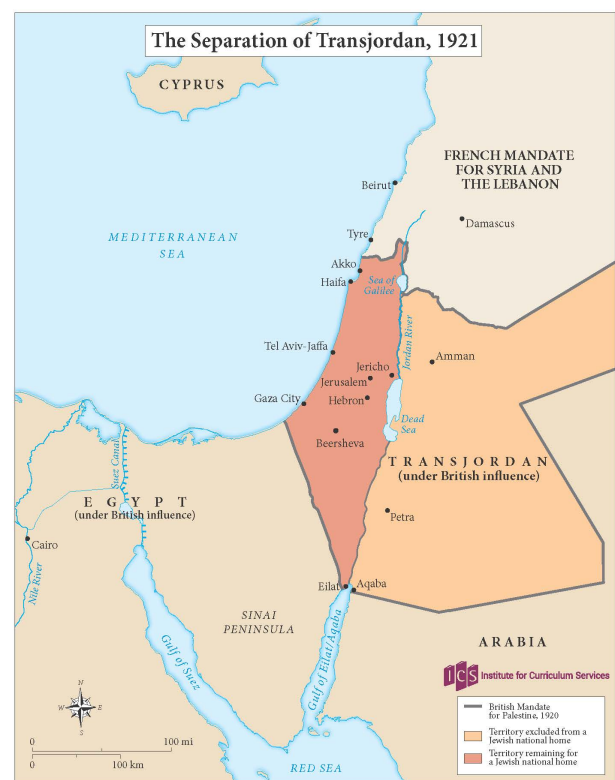 The Separation of Transjordan, 1921
CYPRUS
FRENCH MANDATE
FOR SYRIA AND
THE LEBANON
Beirut
Damascus
MEDITERRANEAN
SEA
Tyre
Akko
Haifa
Sea of
Galilee
Jordan River
Tel Aviv-Jaffa
Amman
Jericho
Jerusalem
Gaza City
Hebron
Dead
Sea
Beersheva
TRANSJORDAN
(under British influence)
Suez Canal
EGYPT
(under British influence)
Petra
Cairo
Nile River
Eilat
Aqaba
SINAI
PENINSULA
Gulf of Suez
Gulf of Eilat/Aqaba
ARABIA
ICS Institute for Curriculum Services
N
W E
S
British Mandate
for Palestine, 1920
Territory excluded from a
Jewish national home
Territory remaining for
a Jewish national home
0 100 mi
0 100 km
RED SEA